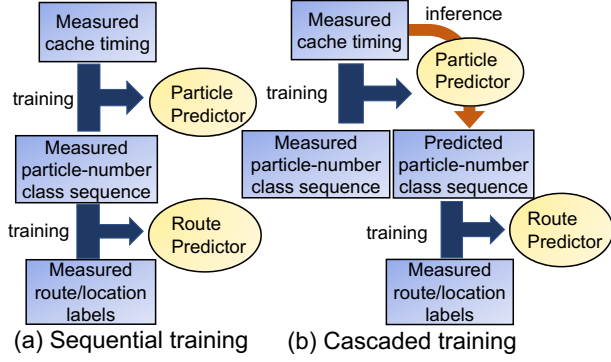 Measured
cache timing
training
Particle
Predictor
Measured
particle-number
class sequence
training
Route
Predictor
Measured
route/location
labels
(a) Sequential training
Measured
cache timing
inference
Particle
Predictor
training
Measured
particle-number
class sequence
Predicted
particle-number
class sequence
training
Route
Predictor
Measured
route/location
labels
(b) Cascaded training